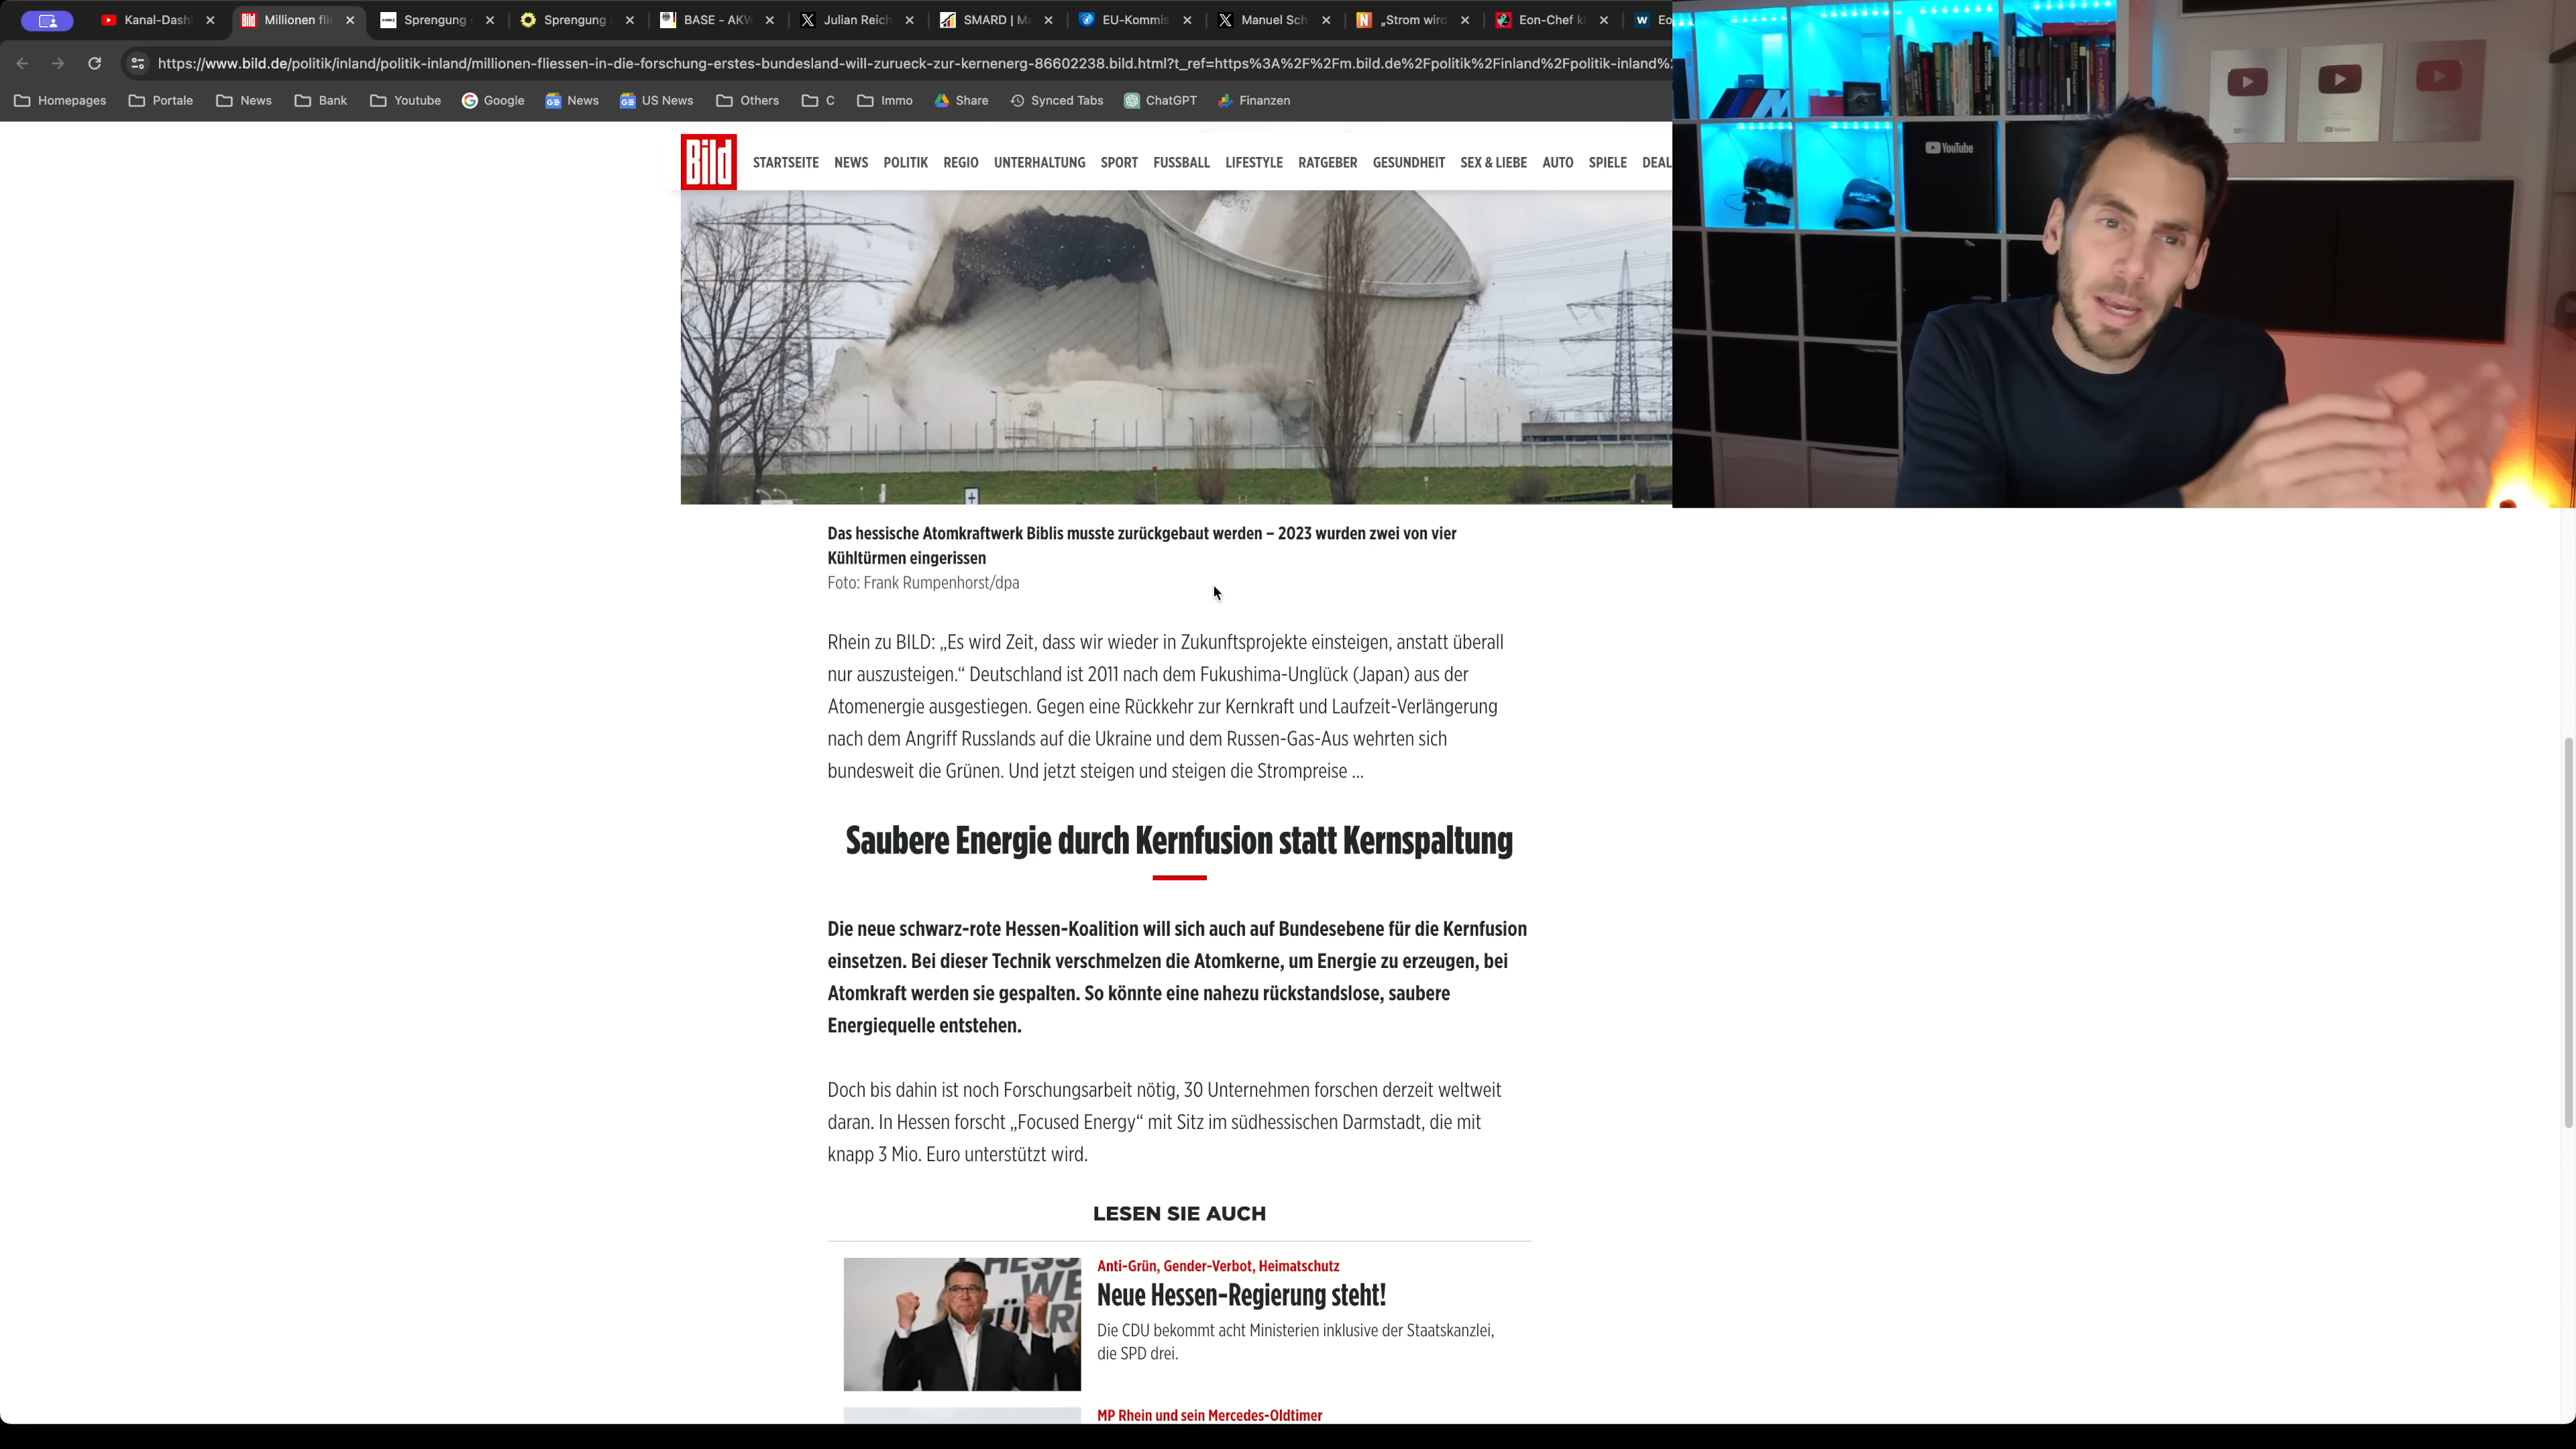 Kanal-Dash
Millionen fli
Sprengung
Sprengung
BASE - AKW
Julian Reich
SMARD | Ma
EU-Kommis
Manuel Sch
„Strom wird
Eon-Chef k
Eo
https://www.bild.de/politik/inland/politik-inland/millionen-fliessen-in-die-forschung-erstes-bundesland-will-zurueck-zur-kernenerg-86602238.bild.html?t_ref=https%3A%2F%2Fm.bild.de%2Fpolitik%2Finland%2Fpolitik-inland%2
Homepages Portale News Bank Youtube Google News US News Others C Immo Share Synced Tabs ChatGPT Finanzen
YouTube
Bild
STARTSEITE NEWS POLITIK REGIO UNTERHALTUNG SPORT FUSSBALL LIFESTYLE RATGEBER GESUNDHEIT SEX & LIEBE AUTO SPIELE DEAL
Das hessische Atomkraftwerk Biblis musste zurückgebaut werden – 2023 wurden zwei von vier
Kühltürmen eingerissen
Foto: Frank Rumpenhorst/dpa
Rhein zu BILD: „Es wird Zeit, dass wir wieder in Zukunftsprojekte einsteigen, anstatt überall
nur auszusteigen.“ Deutschland ist 2011 nach dem Fukushima-Unglück (Japan) aus der
Atomenergie ausgestiegen. Gegen eine Rückkehr zur Kernkraft und Laufzeit-Verlängerung
nach dem Angriff Russlands auf die Ukraine und dem Russen-Gas-Aus wehrten sich
bundesweit die Grünen. Und jetzt steigen und steigen die Strompreise ...
Saubere Energie durch Kernfusion statt Kernspaltung
Die neue schwarz-rote Hessen-Koalition will sich auch auf Bundesebene für die Kernfusion
einsetzen. Bei dieser Technik verschmelzen die Atomkerne, um Energie zu erzeugen, bei
Atomkraft werden sie gespalten. So könnte eine nahezu rückstandslose, saubere
Energiequelle entstehen.
Doch bis dahin ist noch Forschungsarbeit nötig, 30 Unternehmen forschen derzeit weltweit
daran. In Hessen forscht „Focused Energy“ mit Sitz im südhessischen Darmstadt, die mit
knapp 3 Mio. Euro unterstützt wird.
LESEN SIE AUCH
Anti-Grün, Gender-Verbot, Heimatschutz
Neue Hessen-Regierung steht!
Die CDU bekommt acht Ministerien inklusive der Staatskanzlei,
die SPD drei.
MP Rhein und sein Mercedes-Oldtimer